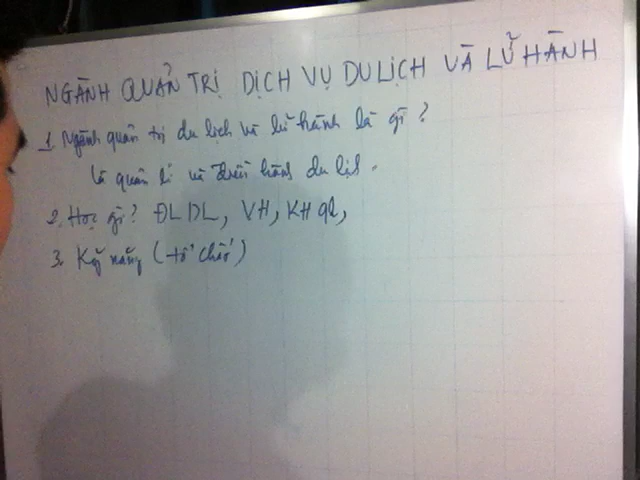 NGÀNH QUẢN TRỊ DỊCH VỤ DU LỊCH VÀ LỮ HÀNH
1. Ngành quản trị du lịch và lữ hành là gì?
là quản lí và điều hành du lịch.
2. Học gì? ĐLDL, VH, KHQL,
3. Kỹ năng (tổ chức)